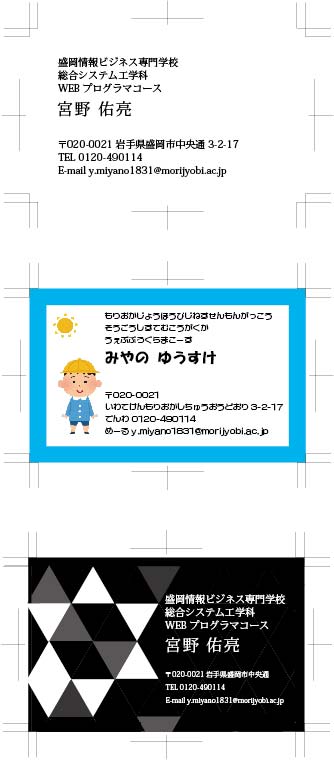 盛岡情報ビジネス専門学校
総合システム工学科
WEB プログラマコース
宮野 佑亮
〒020-0021 岩手県盛岡市中央通 3-2-17
TEL 0120-490114
E-mail y.miyano1831@morijyobi.ac.jp
もりおかじょうほうびじねすせんもんがっこう
そうごうしすてむこうがくか
うぇぶぷろぐらまこーす
みやの ゆうすけ
〒020-0021
いわてけんもりおかしちゅうおうどおり 3-2-17
でんわ 0120-490114
めーる y.miyano1831@morijyobi.ac.jp
盛岡情報ビジネス専門学校
総合システム工学科
WEB プログラマコース
宮野 佑亮
〒020-0021 岩手県盛岡市中央通
TEL 0120-490114
E-mail y.miyano1831@morijyobi.ac.jp